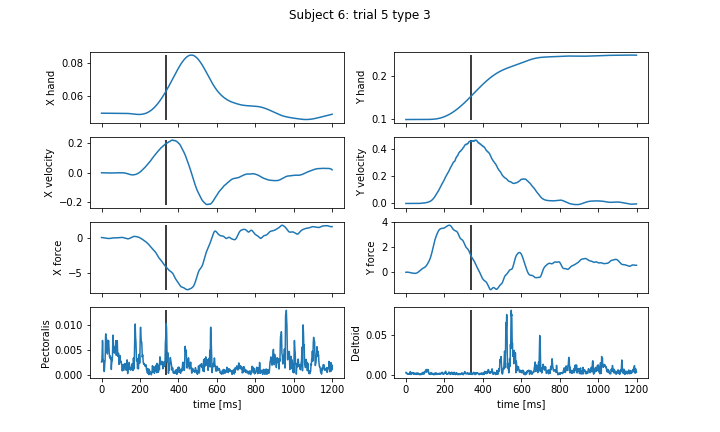 Subject 6: trial 5 type 3
X hand
0.08
0.06
Y hand
0.2
0.1
X velocity
0.2
0.0
−0.2
Y velocity
0.4
0.2
0.0
X force
0
−5
Y force
4
2
0
Pectoralis
0.010
0.005
0.000
Deltoid
0.05
0.00
0 200 400 600 800 1000 1200
0 200 400 600 800 1000 1200
time [ms]
time [ms]